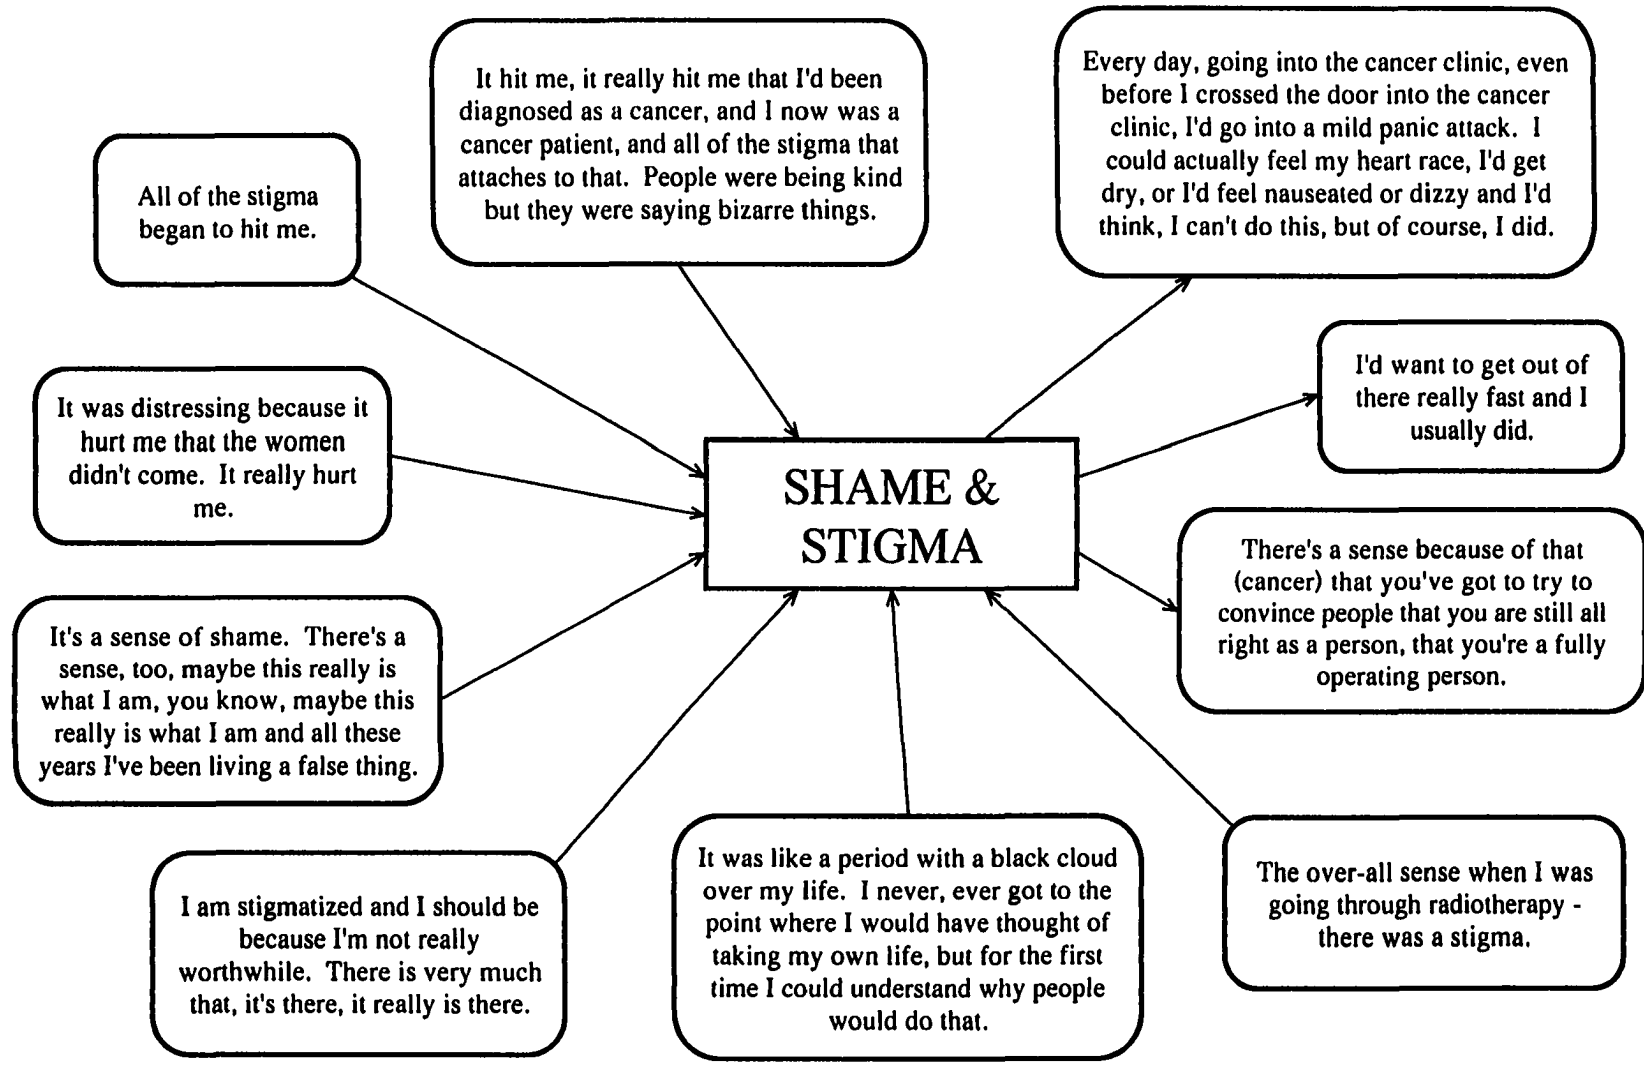 It hit me, it really hit me that I'd been
diagnosed as a cancer, and I now was a
cancer patient, and all of the stigma that
attaches to that. People were being kind
but they were saying bizarre things.
Every day, going into the cancer clinic, even
before I crossed the door into the cancer
clinic, I'd go into a mild panic attack. I
could actually feel my heart race, I'd get
dry, or I'd feel nauseated or dizzy and I'd
think, I can't do this, but of course, I did.
All of the stigma
began to hit me.
I'd want to get out of
there really fast and I
usually did.
It was distressing because it
hurt me that the women
didn't come. It really hurt
me.
SHAME &
STIGMA
There's a sense because of that
(cancer) that you've got to try to
convince people that you are still all
right as a person, that you're a fully
operating person.
It's a sense of shame. There's a
sense, too, maybe this really is
what I am, you know, maybe this
really is what I am and all these
years I've been living a false thing.
I am stigmatized and I should be
because I'm not really
worthwhile. There is very much
that, it's there, it really is there.
It was like a period with a black cloud
over my life. I never, ever got to the
point where I would have thought of
taking my own life, but for the first
time I could understand why people
would do that.
The over-all sense when I was
going through radiotherapy -
there was a stigma.